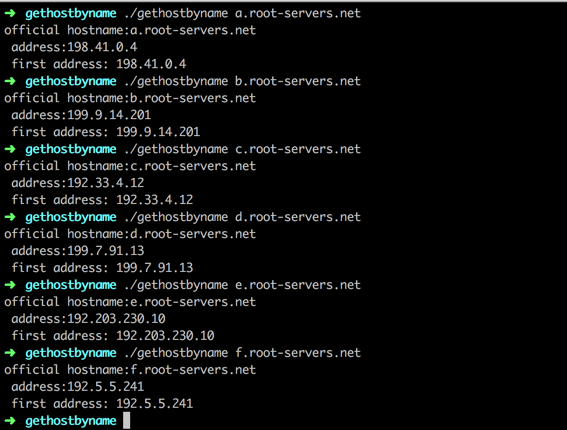 ➜ gethostbyname ./gethostbyname a.root-servers.net
official hostname:a.root-servers.net
address:198.41.0.4
first address: 198.41.0.4
➜ gethostbyname ./gethostbyname b.root-servers.net
official hostname:b.root-servers.net
address:199.9.14.201
first address: 199.9.14.201
➜ gethostbyname ./gethostbyname c.root-servers.net
official hostname:c.root-servers.net
address:192.33.4.12
first address: 192.33.4.12
➜ gethostbyname ./gethostbyname d.root-servers.net
official hostname:d.root-servers.net
address:199.7.91.13
first address: 199.7.91.13
➜ gethostbyname ./gethostbyname e.root-servers.net
official hostname:e.root-servers.net
address:192.203.230.10
first address: 192.203.230.10
➜ gethostbyname ./gethostbyname f.root-servers.net
official hostname:f.root-servers.net
address:192.5.5.241
first address: 192.5.5.241
➜ gethostbyname